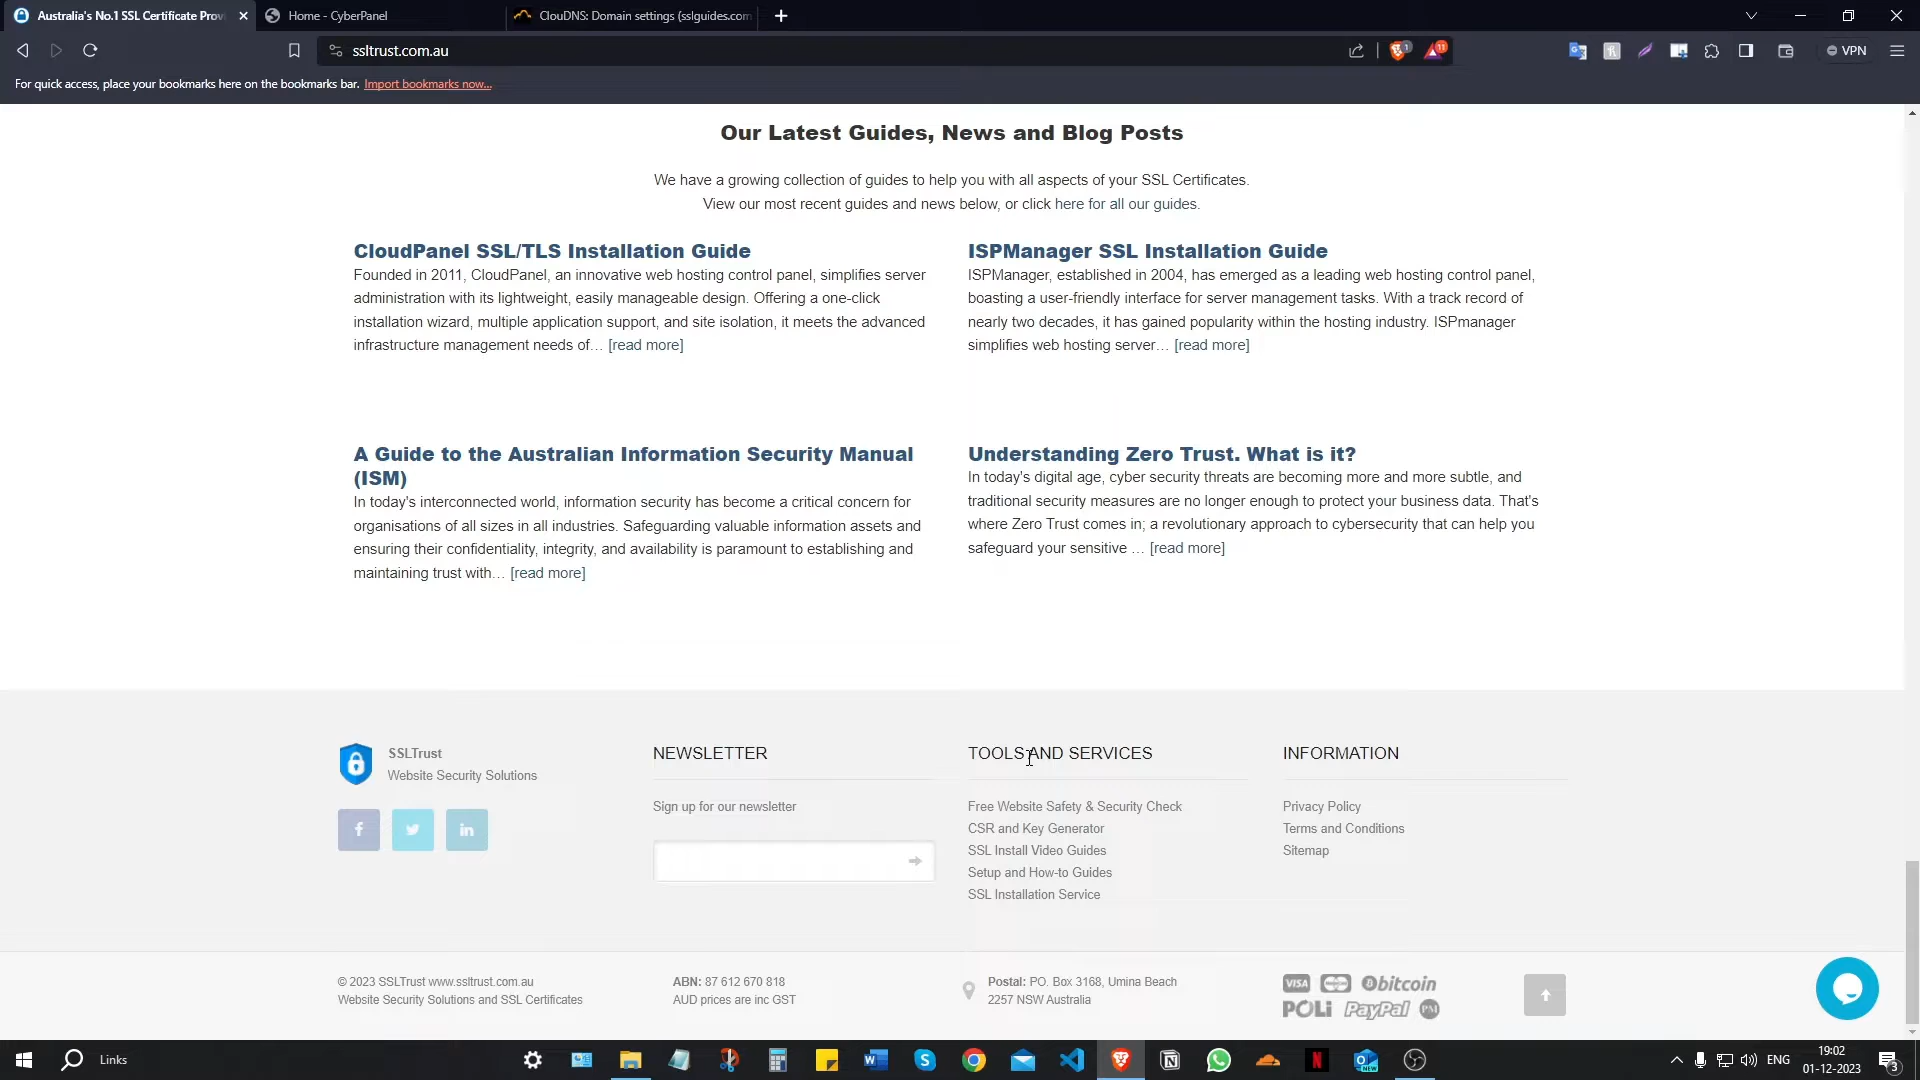 Australia's No.1 SSL Certificate Prov
Home - CyberPanel
ClouDNS: Domain settings (sslguides.com
ssltrust.com.au
1
11
VPN
For quick access, place your bookmarks here on the bookmarks bar. Import bookmarks now...
Our Latest Guides, News and Blog Posts
We have a growing collection of guides to help you with all aspects of your SSL Certificates.
View our most recent guides and news below, or click here for all our guides.
CloudPanel SSL/TLS Installation Guide
Founded in 2011, CloudPanel, an innovative web hosting control panel, simplifies server
administration with its lightweight, easily manageable design. Offering a one-click
installation wizard, multiple application support, and site isolation, it meets the advanced
infrastructure management needs of… [read more]
ISPManager SSL Installation Guide
ISPManager, established in 2004, has emerged as a leading web hosting control panel,
boasting a user-friendly interface for server management tasks. With a track record of
nearly two decades, it has gained popularity within the hosting industry. ISPmanager
simplifies web hosting server… [read more]
A Guide to the Australian Information Security Manual
(ISM)
In today's interconnected world, information security has become a critical concern for
organisations of all sizes in all industries. Safeguarding valuable information assets and
ensuring their confidentiality, integrity, and availability is paramount to establishing and
maintaining trust with… [read more]
Understanding Zero Trust. What is it?
In today's digital age, cyber security threats are becoming more and more subtle, and
traditional security measures are no longer enough to protect your business data. That's
where Zero Trust comes in; a revolutionary approach to cybersecurity that can help you
safeguard your sensitive … [read more]
SSLTrust
Website Security Solutions
NEWSLETTER
Sign up for our newsletter
TOOLS AND SERVICES
Free Website Safety & Security Check
CSR and Key Generator
SSL Install Video Guides
Setup and How-to Guides
SSL Installation Service
INFORMATION
Privacy Policy
Terms and Conditions
Sitemap
© 2023 SSLTrust www.ssltrust.com.au
Website Security Solutions and SSL Certificates
ABN: 87 612 670 818
AUD prices are inc GST
Postal: PO. Box 3168, Umina Beach
2257 NSW Australia
VISA
bitcoin
POLi PayPal PM
Links
ENG
19:02
01-12-2023
3